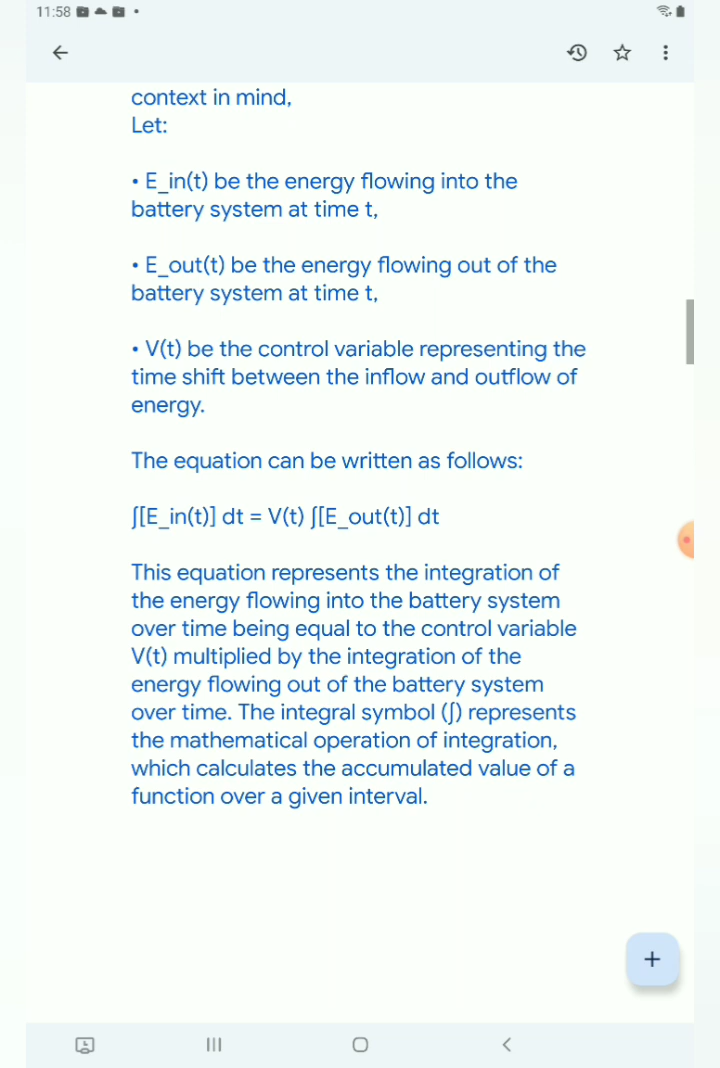 11:58
context in mind,
Let:
• E_in(t) be the energy flowing into the
battery system at time t,
• E_out(t) be the energy flowing out of the
battery system at time t,
• V(t) be the control variable representing the
time shift between the inflow and outflow of
energy.
The equation can be written as follows:
∫[E_in(t)] dt = V(t) ∫[E_out(t)] dt
This equation represents the integration of
the energy flowing into the battery system
over time being equal to the control variable
V(t) multiplied by the integration of the
energy flowing out of the battery system
over time. The integral symbol (∫) represents
the mathematical operation of integration,
which calculates the accumulated value of a
function over a given interval.